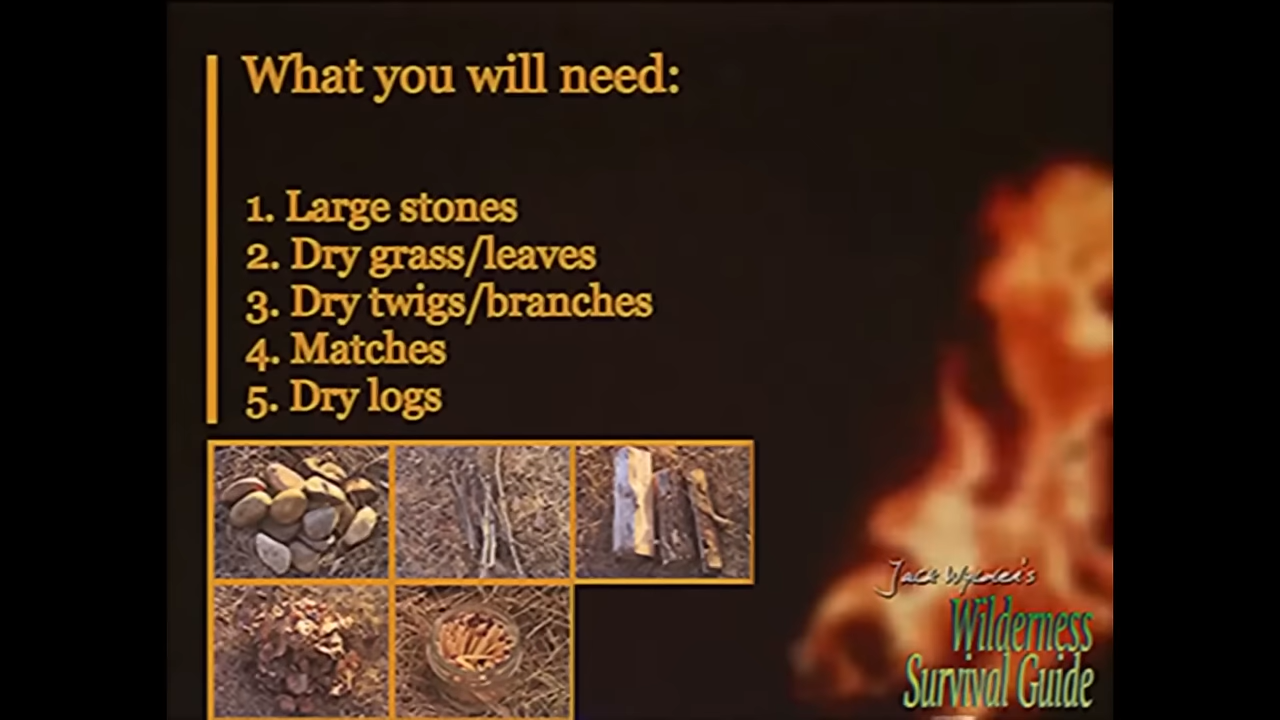 What you will need:
1. Large stones
2. Dry grass/leaves
3. Dry twigs/branches
4. Matches
5. Dry logs
Jack
Wilderness
Survival Guide